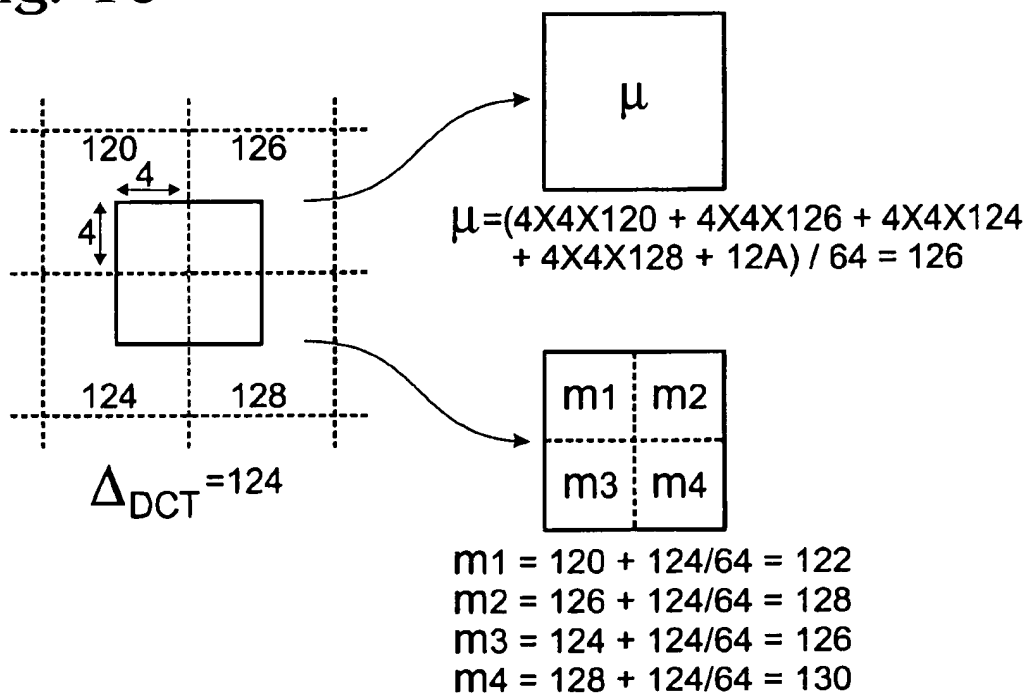 120 126
4
4
124 128
ΔDCT=124
μ
μ=(4X4X120 + 4X4X126 + 4X4X124
+ 4X4X128 + 12A) / 64 = 126
m1 m2
m3 m4
m1 = 120 + 124/64 = 122
m2 = 126 + 124/64 = 128
m3 = 124 + 124/64 = 126
m4 = 128 + 124/64 = 130